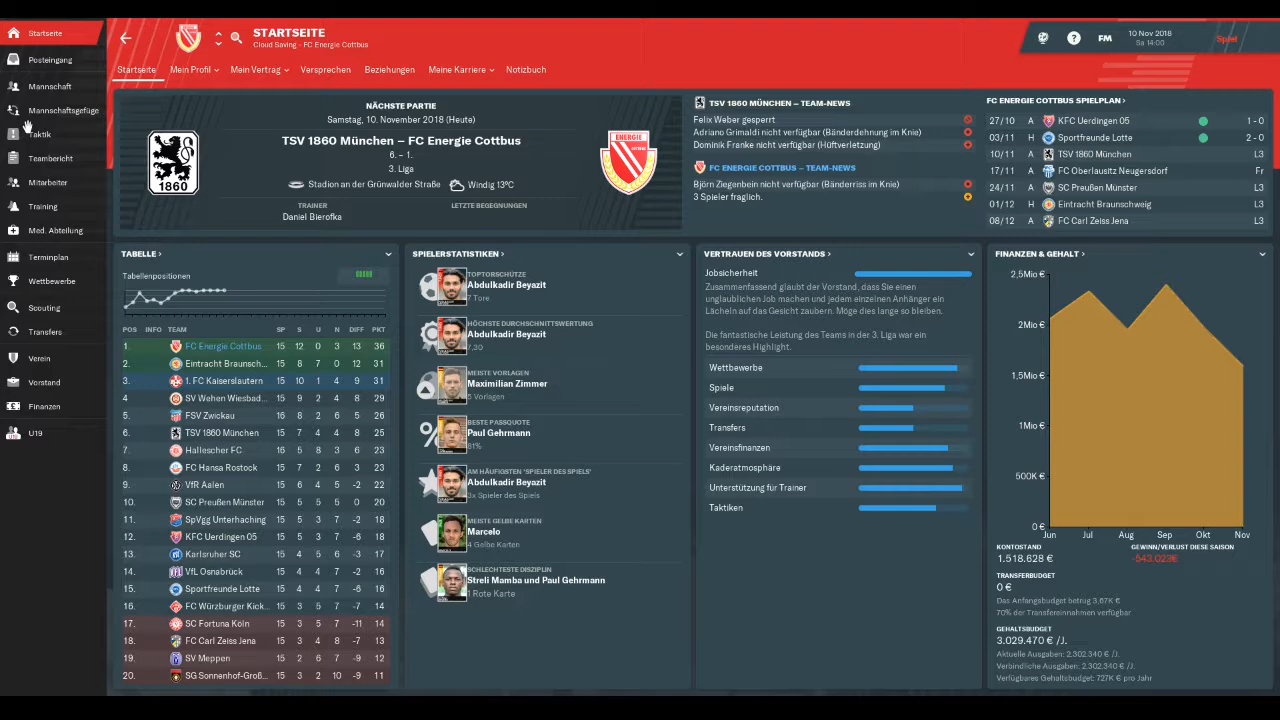 Startseite
Posteingang
Mannschaft
Mannschaftsgefüge
Taktik
Teambericht
Mitarbeiter
Training
Med. Abteilung
Terminplan
Wettbewerbe
Scouting
Transfers
Verein
Vorstand
Finanzen
U19
STARTSEITE
Cloud Saving - FC Energie Cottbus
FM
10 Nov 2018
Sa 14:00
Spiel
Startseite Mein Profil Mein Vertrag Versprechen Beziehungen Meine Karriere Notizbuch
NÄCHSTE PARTIE
Samstag, 10. November 2018 (Heute)
TSV 1860 München – FC Energie Cottbus
6. – 1.
3. Liga
Stadion an der Grünwalder Straße Windig 13°C
TRAINER LETZTE BEGEGNUNGEN
Daniel Bierofka
1860
ENERGIE
TSV 1860 MÜNCHEN – TEAM-NEWS
Felix Weber gesperrt
Adriano Grimaldi nicht verfügbar (Bänderdehnung im Knie)
Dominik Franke nicht verfügbar (Hüftverletzung)
FC ENERGIE COTTBUS – TEAM-NEWS
Björn Ziegenbein nicht verfügbar (Bänderriss im Knie)
3 Spieler fraglich.
FC ENERGIE COTTBUS SPIELPLAN ›
27/10 A KFC Uerdingen 05 1 - 0
03/11 H Sportfreunde Lotte 2 - 0
10/11 A TSV 1860 München L3
17/11 A FC Oberlausitz Neugersdorf Fr
24/11 A SC Preußen Münster L3
01/12 H Eintracht Braunschweig L3
08/12 A FC Carl Zeiss Jena L3
TABELLE ›
Tabellenpositionen
POS INFO TEAM SP S U N DIFF. PKT
1. FC Energie Cottbus 15 12 0 3 13 36
2. Eintracht Braunsch... 15 8 7 0 12 31
3. 1. FC Kaiserslautern 15 10 1 4 9 31
4 SV Wehen Wiesbad... 15 9 2 4 8 29
5. FSV Zwickau 16 8 2 6 5 26
6. TSV 1860 München 15 7 4 4 8 25
7. Hallescher FC 16 5 8 3 6 23
8. FC Hansa Rostock 15 7 2 6 3 23
9. VfR Aalen 15 6 4 5 -2 22
10. SC Preußen Münster 15 5 5 5 0 20
11. SpVgg Unterhaching 15 5 3 7 -2 18
12. KFC Uerdingen 05 15 5 3 7 -6 18
13. Karlsruher SC 15 4 5 6 -3 17
14. VfL Osnabrück 15 4 4 7 -2 16
15. Sportfreunde Lotte 15 4 4 7 -6 16
16. FC Würzburger Kick... 15 3 5 7 -6 14
17. SC Fortuna Köln 15 3 5 7 -11 14
18. FC Carl Zeiss Jena 15 3 4 8 -7 13
19. SV Meppen 15 2 6 7 -9 12
20. SG Sonnenhof-Groß... 15 3 2 10 -9 11
SPIELERSTATISTIKEN ›
TOPTORSCHÜTZE
Abdulkadir Beyazit
7 Tore
HÖCHSTE DURCHSCHNITTSWERTUNG
Abdulkadir Beyazit
7,30
MEISTE VORLAGEN
Maximilian Zimmer
5 Vorlagen
BESTE PASSQUOTE
Paul Gehrmann
81%
AM HÄUFIGSTEN 'SPIELER DES SPIELS'
Abdulkadir Beyazit
3x Spieler des Spiels
MEISTE GELBE KARTEN
Marcelo
4 Gelbe Karten
SCHLECHTESTE DISZIPLIN
Streli Mamba und Paul Gehrmann
1 Rote Karte
VERTRAUEN DES VORSTANDS ›
Jobsicherheit
Zusammenfassend glaubt der Vorstand, dass Sie einen
unglaublichen Job machen und jedem einzelnen Anhänger ein
Lächeln auf das Gesicht zaubern. Möge dies lange so bleiben.
Die fantastische Leistung des Teams in der 3. Liga war ein
besonderes Highlight.
Wettbewerbe
Spiele
Vereinsreputation
Transfers
Vereinsfinanzen
Kaderatmosphäre
Unterstützung für Trainer
Taktiken
FINANZEN & GEHALT ›
2,5Mio €
2Mio €
1,5Mio €
1Mio €
500K €
0 €
Jun Jul Aug Sep Okt Nov
KONTOSTAND GEWINN/VERLUST DIESE SAISON
1.518.628 € -543.023€
TRANSFERBUDGET
0 €
Das Anfangsbudget betrug 3,67K €
70% der Transfereinnahmen verfügbar
GEHALTSBUDGET
3.029.470 € /J.
Aktuelle Ausgaben: 2.302.340 € /J.
Verbindliche Ausgaben: 2.302.340 € /J.
Verfügbares Gehaltsbudget: 727K € pro Jahr